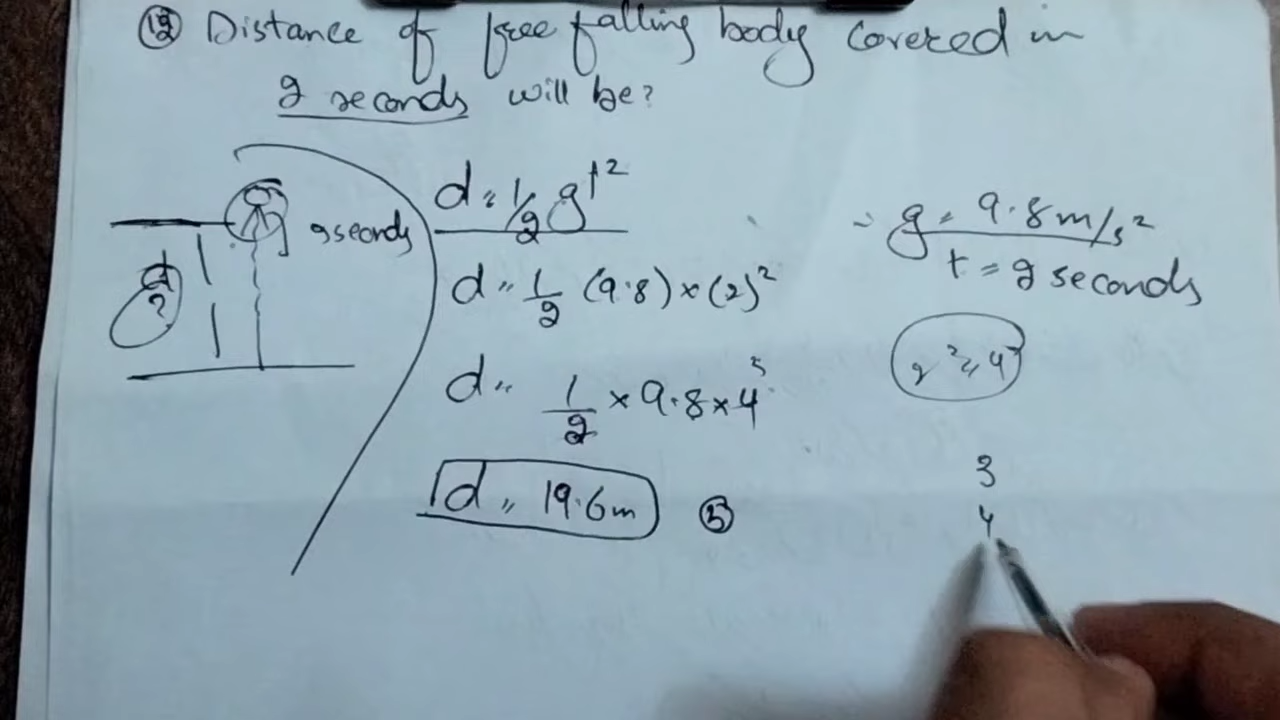 ⑫ Distance of free falling body covered in
2 seconds will be?
2 seconds
d?
d = 1/2 gt²
d = 1/2 (9.8) × (2)²
d = 1/2 × 9.8 × 4
d = 19.6m
⑤
∴ g = 9.8m/s²
t = 2 seconds
2² = 4
3
4